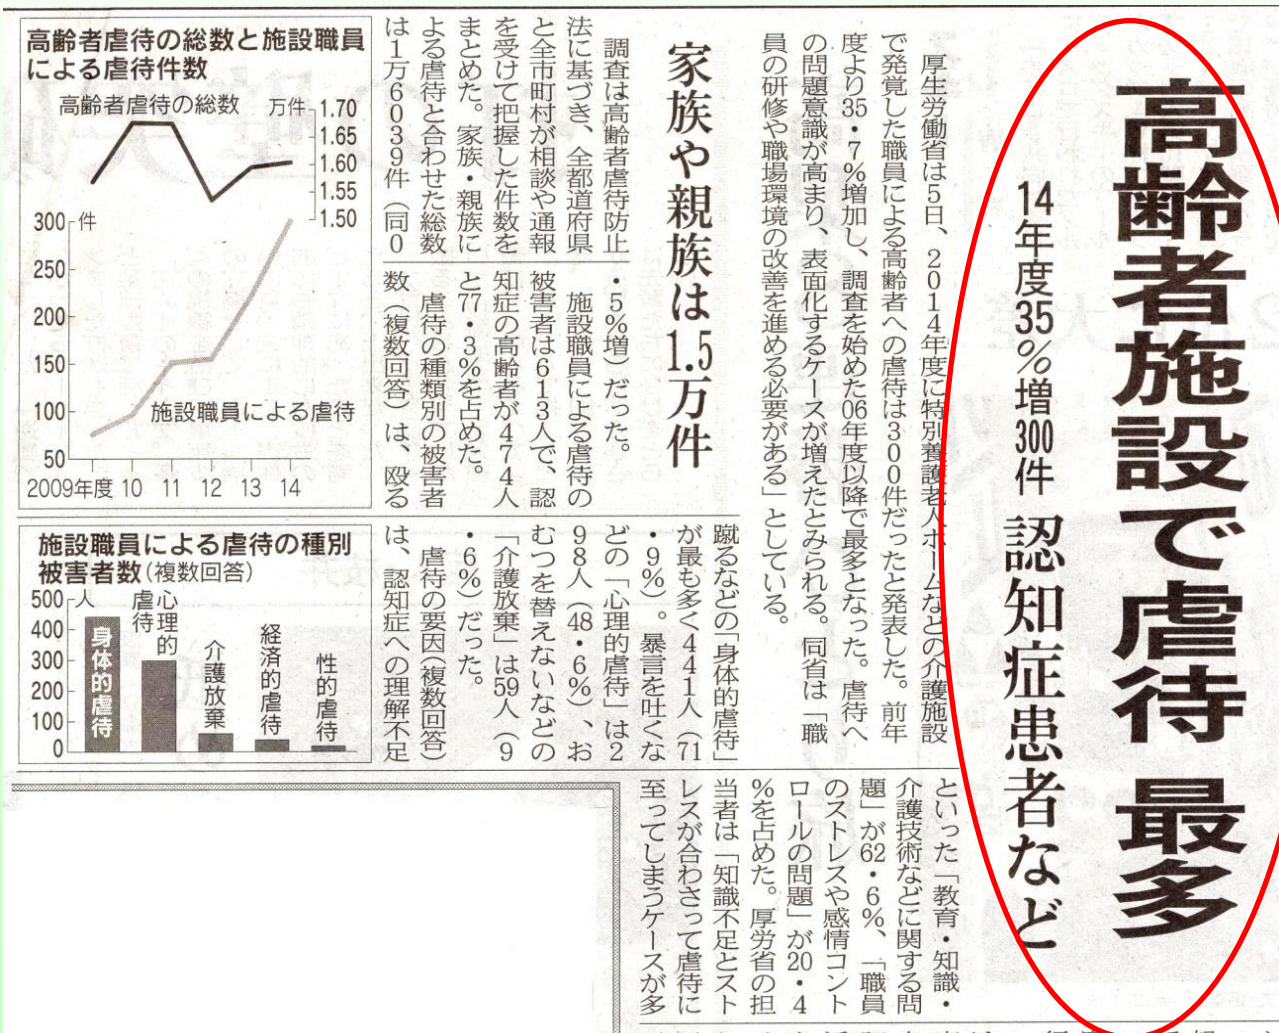 高齢者施設で虐待 最多
14年度35％増300件 認知症患者など
　厚生労働省は5日、2014年度に特別養護老人ホームなどの介護施設
で発覚した職員による高齢者への虐待は300件だったと発表した。前年
度より35・7％増加し、調査を始めた06年度以降で最多となった。虐待へ
の問題意識が高まり、表面化するケースが増えたとみられる。同省は「職
員の研修や職場環境の改善を進める必要がある」としている。
家族や親族は1.5万件
　調査は高齢者虐待防止
法に基づき、全都道府県
と全市町村が相談や通報
を受けて把握した件数を
まとめた。家族・親族に
よる虐待と合わせた総数
は1万6039件（同0
・5％増）だった。
　施設職員による虐待の
被害者は613人で、認
知症の高齢者が474人
と77・3％を占めた。
　虐待の種類別の被害者
数（複数回答）は、殴る
蹴るなどの「身体的虐待」
が最も多く441人（71
・9％）。暴言を吐くな
どの「心理的虐待」は2
98人（48・6％）、お
むつを替えないなどの
「介護放棄」は59人（9
・6％）だった。
　虐待の要因（複数回答）
は、認知症への理解不足
といった「教育・知識・
介護技術などに関する問
題」が62・6％、「職員
のストレスや感情コント
ロールの問題」が20・4
％を占めた。厚労省の担
当者は「知識不足とスト
レスが合わさって虐待に
至ってしまうケースが多
高齢者虐待の総数と施設職員
による虐待件数
高齢者虐待の総数
万件
1.70
1.65
1.60
1.55
1.50
300件
250
200
150
100
50
施設職員による虐待
2009年度 10 11 12 13 14
施設職員による虐待の種別
被害者数（複数回答）
500人
400
300
200
100
0
身体的虐待
心理的
虐待
介護放棄
経済的虐待
性的虐待